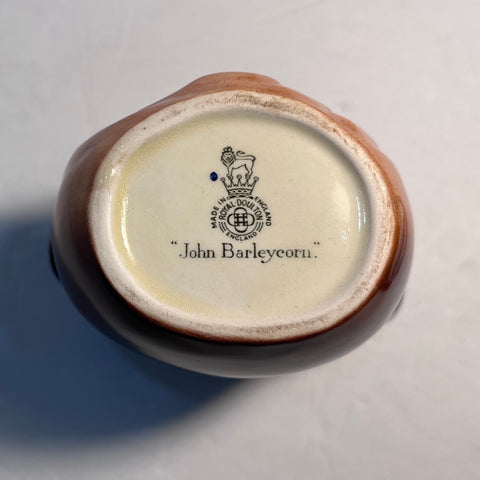 MADE IN ENGLAND
ROYAL DOULTON
ENGLAND
"John Barleycorn."